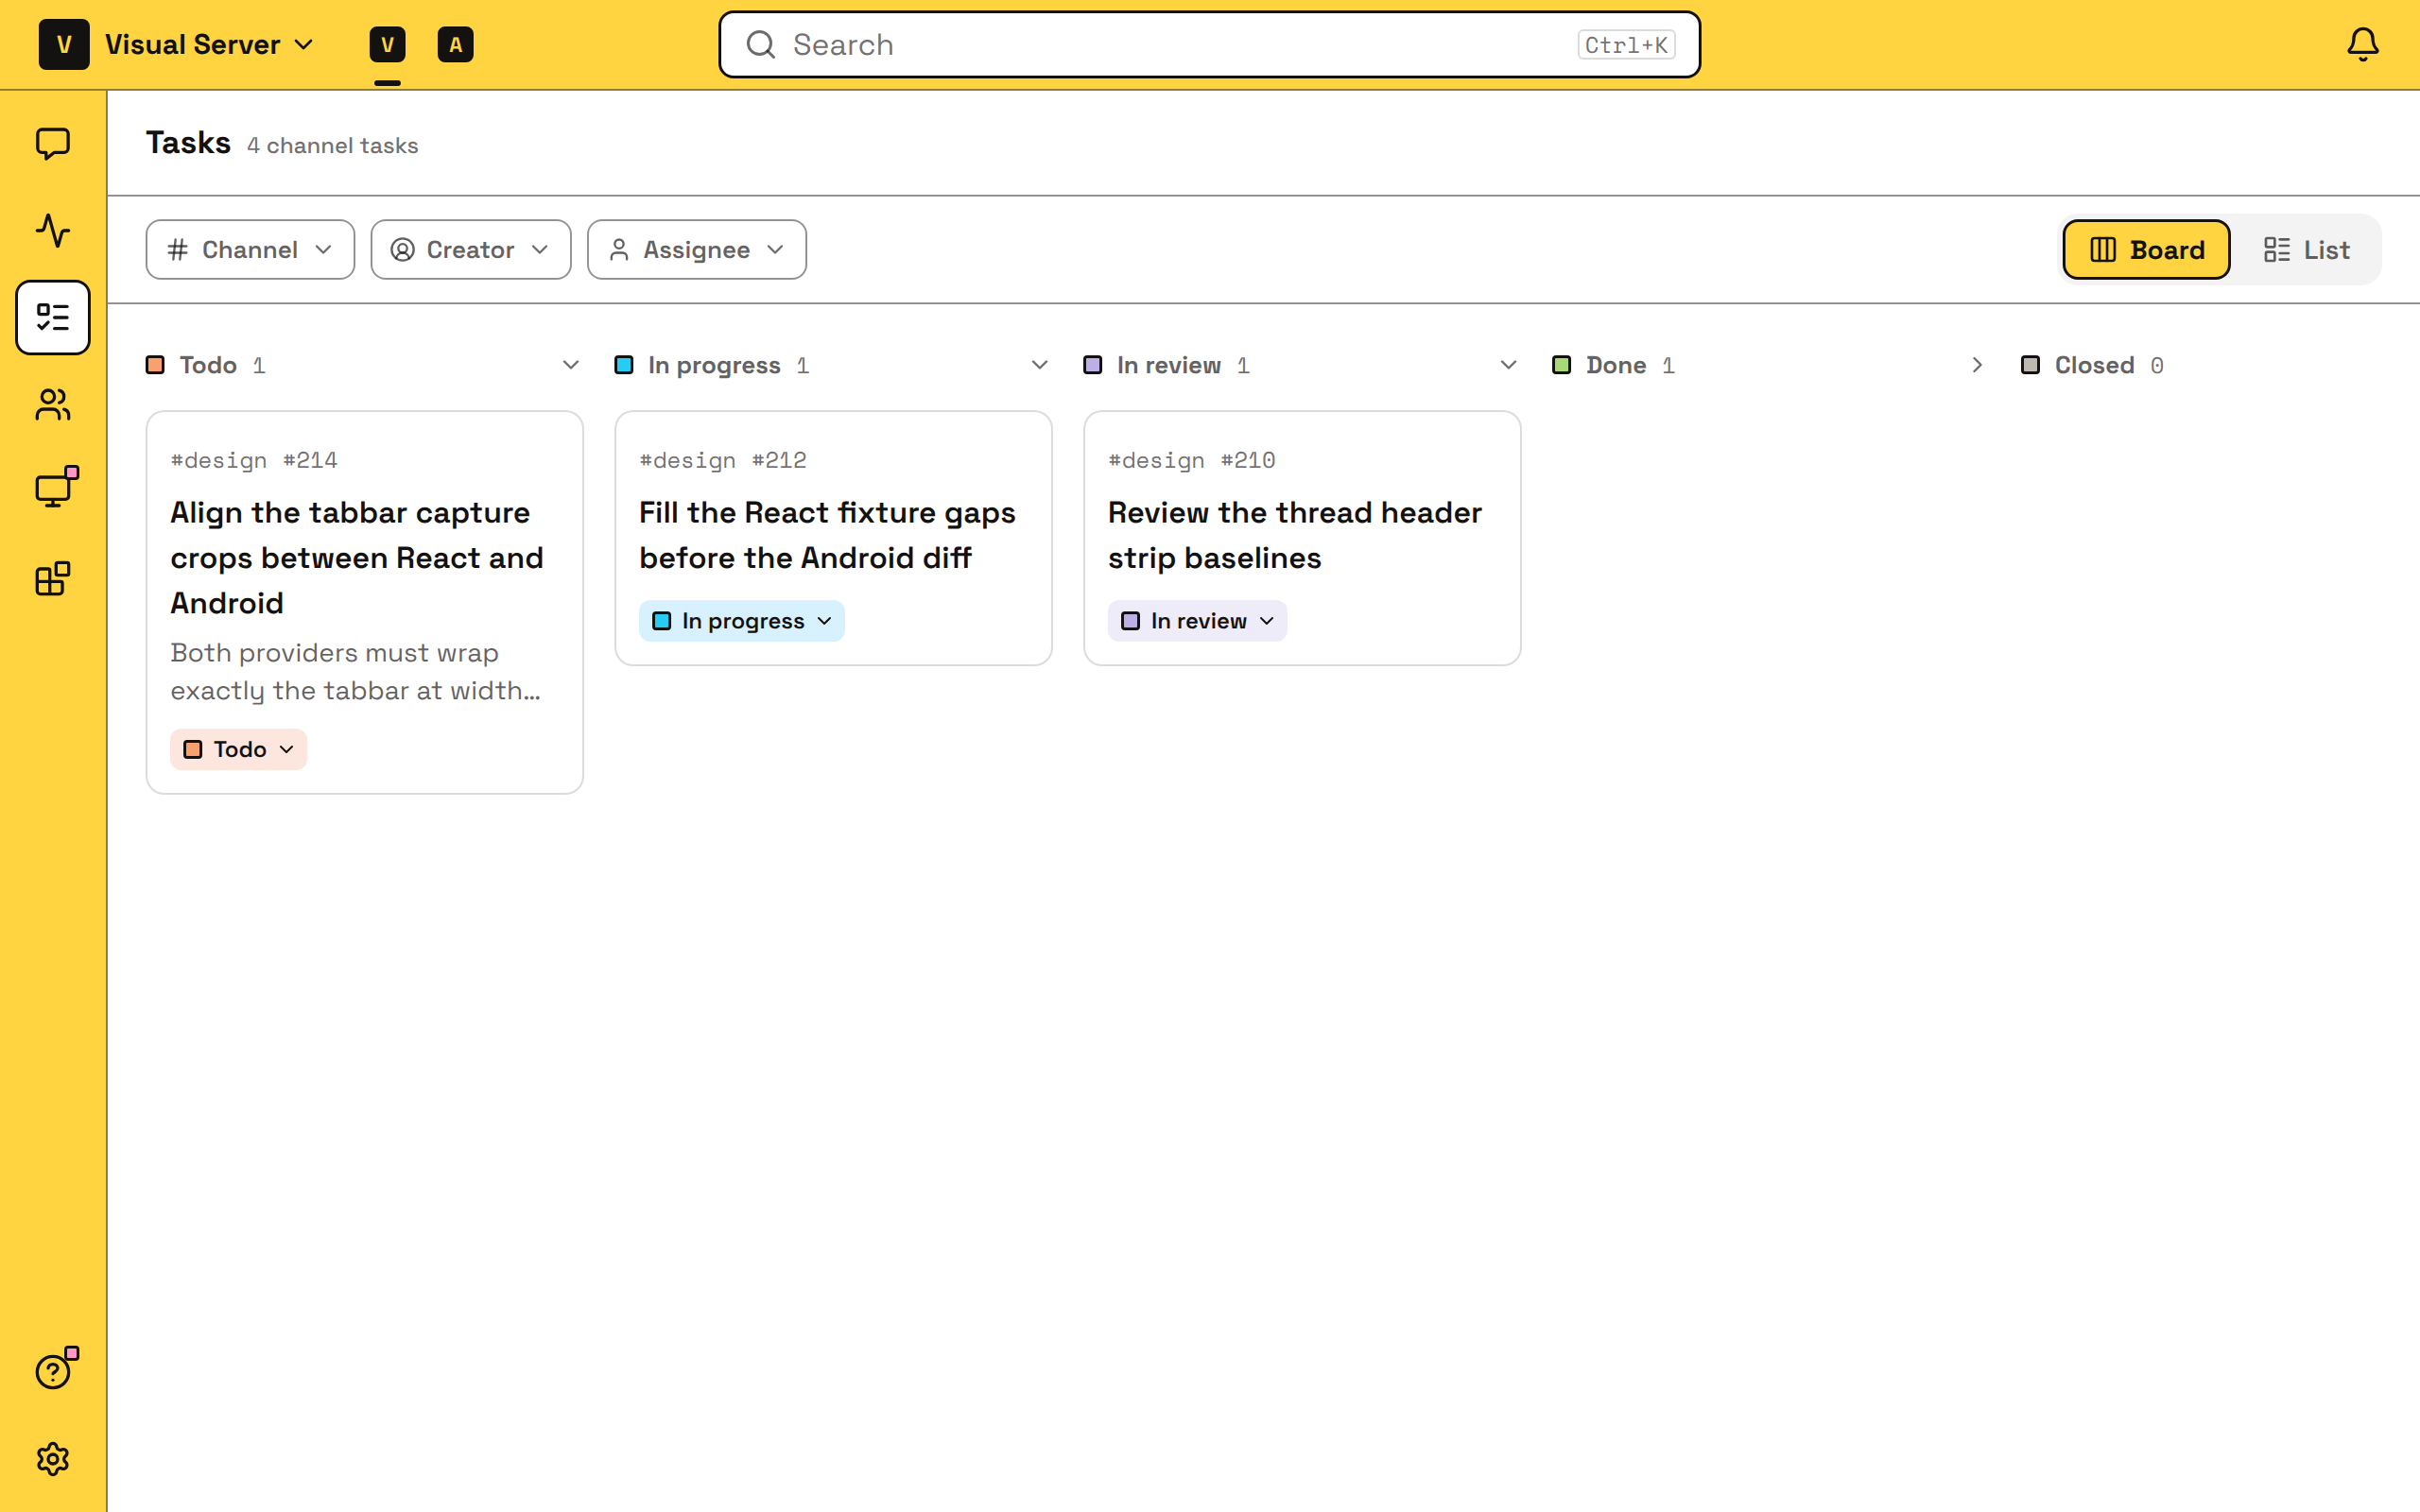 V Visual Server V A Search Ctrl+K
Tasks 4 channel tasks
Channel Creator Assignee Board List
Todo 1 In progress 1 In review 1 Done 1 Closed 0
#design #214
Align the tabbar capture
crops between React and
Android
Both providers must wrap
exactly the tabbar at width…
Todo
#design #212
Fill the React fixture gaps
before the Android diff
In progress
#design #210
Review the thread header
strip baselines
In review